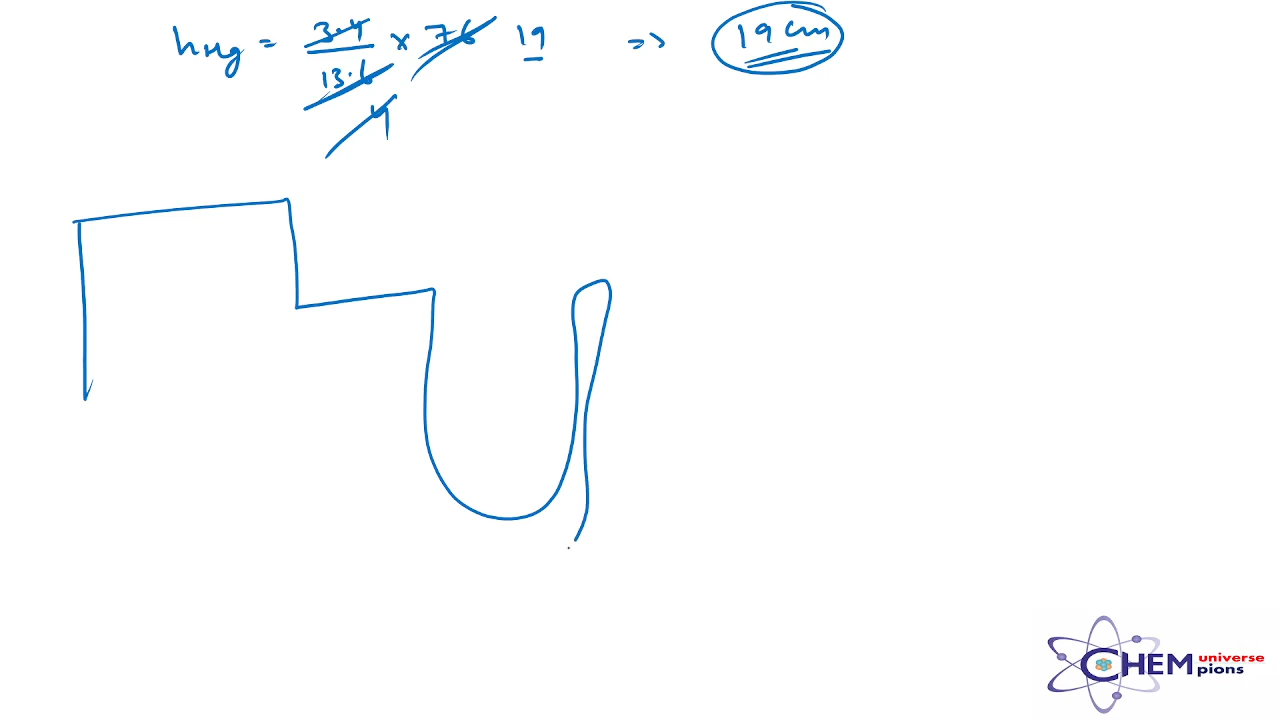 hHg = 3.4/13.6 × 76 19 => 19 cm
4
CHEM universe
pions